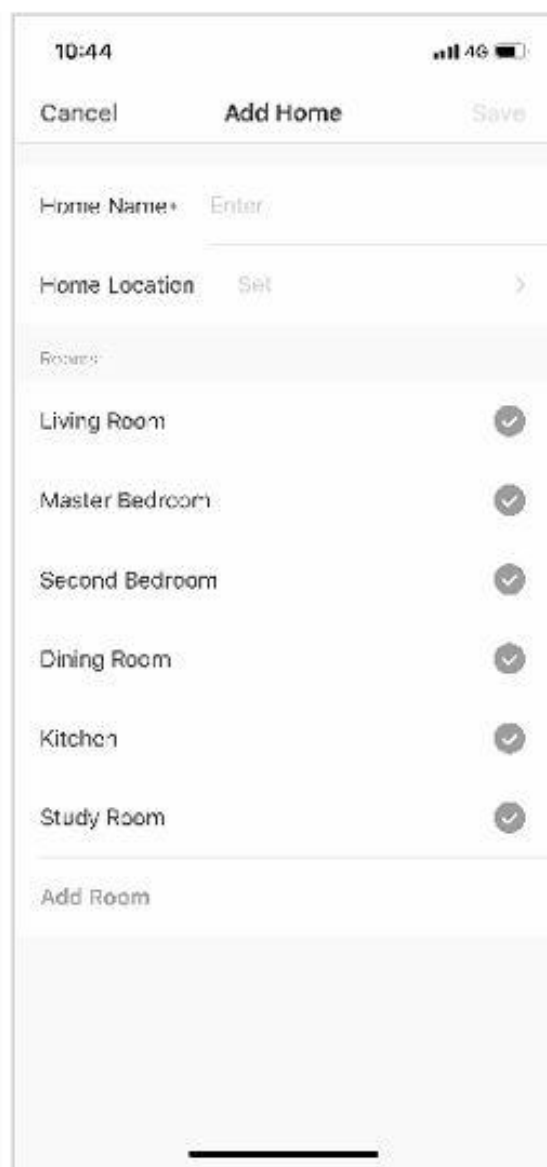 10:44 4G
Cancel Add Home Save
Home Name* Enter
Home Location Set >
Rooms
Living Room
Master Bedroom
Second Bedroom
Dining Room
Kitchen
Study Room
Add Room